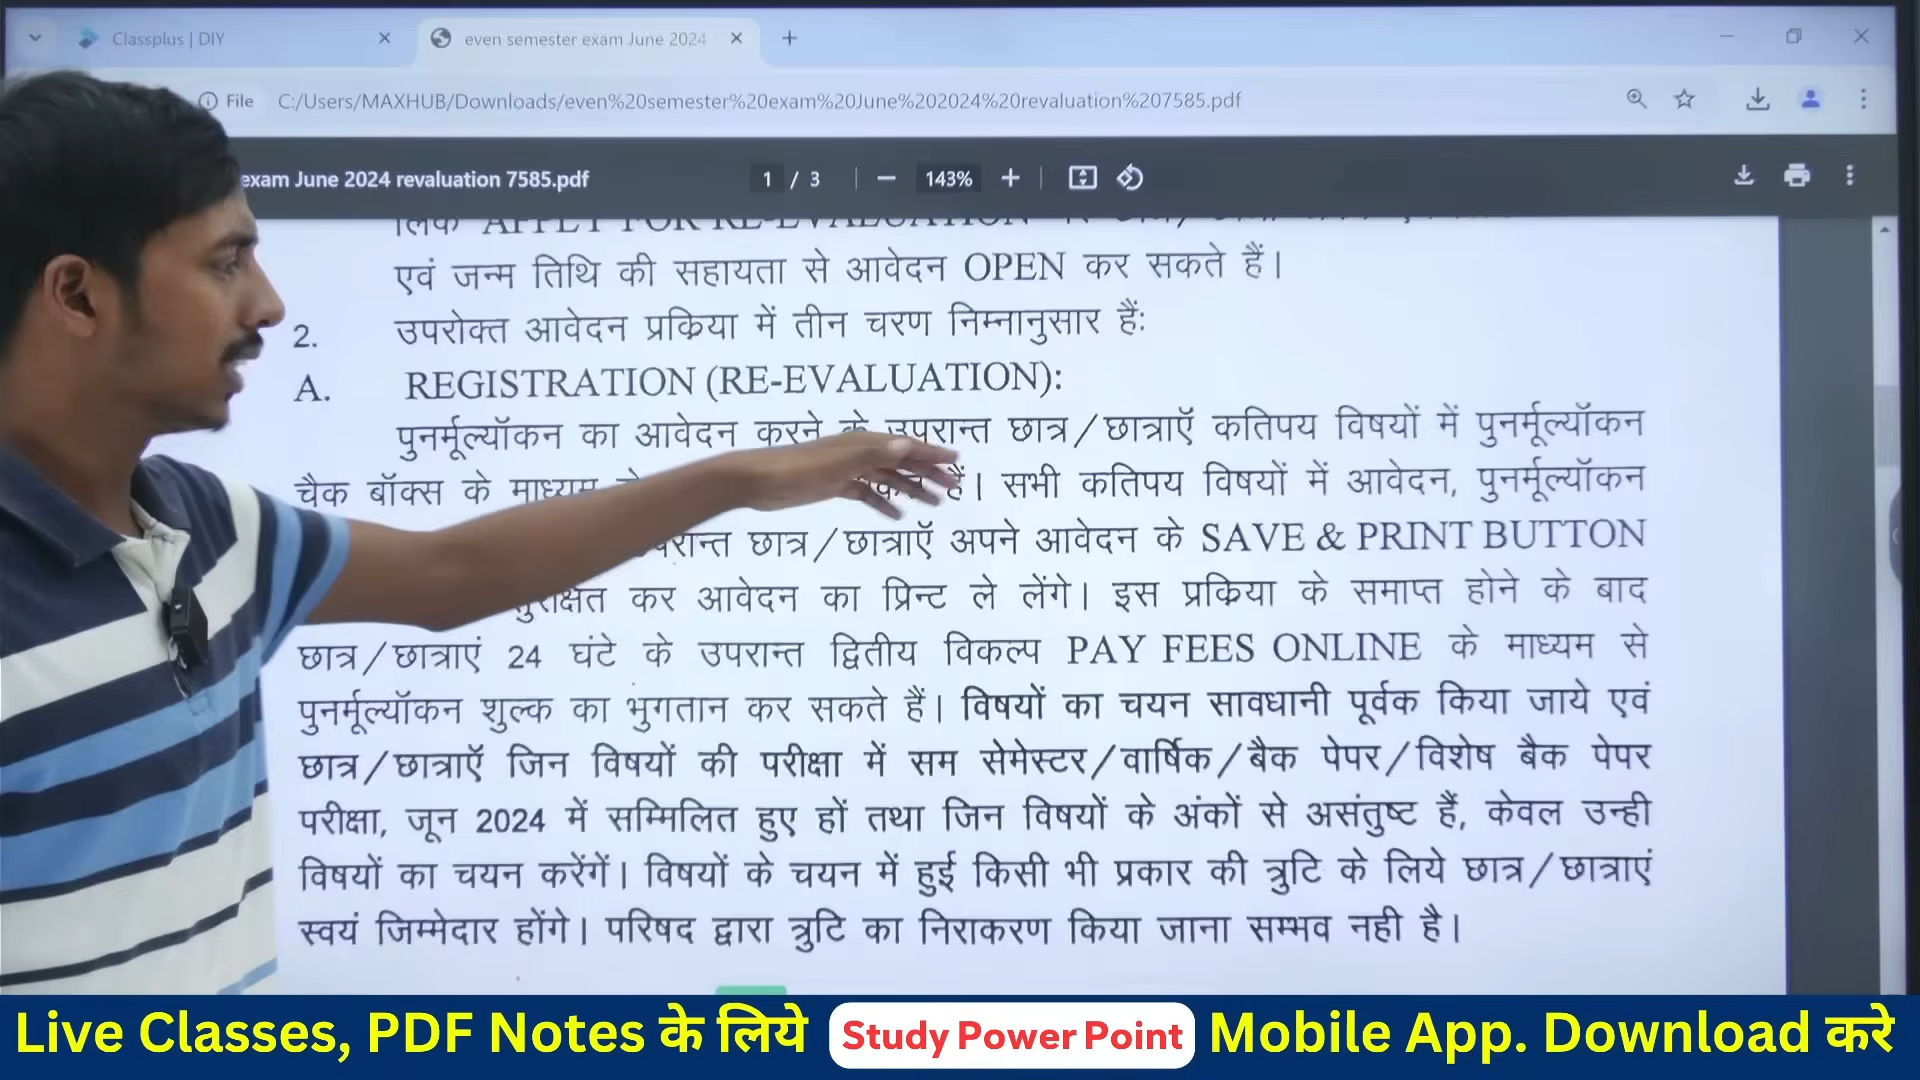 Classplus | DIY
even semester exam June 2024
File C:/Users/MAXHUB/Downloads/even%20semester%20exam%20June%202024%20revaluation%207585.pdf
exam June 2024 revaluation 7585.pdf 1 / 3 143%
लिंक APPLY FOR RE-EVALUATION
एवं जन्म तिथि की सहायता से आवेदन OPEN कर सकते हैं।
2. उपरोक्त आवेदन प्रक्रिया में तीन चरण निम्नानुसार हैं:
A. REGISTRATION (RE-EVALUATION):
पुनर्मूल्यॉकन का आवेदन करने के उपरान्त छात्र/छात्राऍ कतिपय विषयों में पुनर्मूल्यॉकन
चैक बॉक्स के माध्यम हैं। सभी कतिपय विषयों में आवेदन, पुनर्मूल्यॉकन
छात्र/छात्राऍ अपने आवेदन के SAVE & PRINT BUTTON
कर आवेदन का प्रिन्ट ले लेंगे। इस प्रक्रिया के समाप्त होने के बाद
छात्र/छात्राएं 24 घंटे के उपरान्त द्वितीय विकल्प PAY FEES ONLINE के माध्यम से
पुनर्मूल्यॉकन शुल्क का भुगतान कर सकते हैं। विषयों का चयन सावधानी पूर्वक किया जाये एवं
छात्र/छात्राऍ जिन विषयों की परीक्षा में सम सेमेस्टर/वार्षिक/बैक पेपर/विशेष बैक पेपर
परीक्षा, जून 2024 में सम्मिलित हुए हों तथा जिन विषयों के अंकों से असंतुष्ट हैं, केवल उन्ही
विषयों का चयन करेंगें। विषयों के चयन में हुई किसी भी प्रकार की त्रुटि के लिये छात्र/छात्राएं
स्वयं जिम्मेदार होंगे। परिषद द्वारा त्रुटि का निराकरण किया जाना सम्भव नही है।
Live Classes, PDF Notes के लिये Study Power Point Mobile App. Download करे